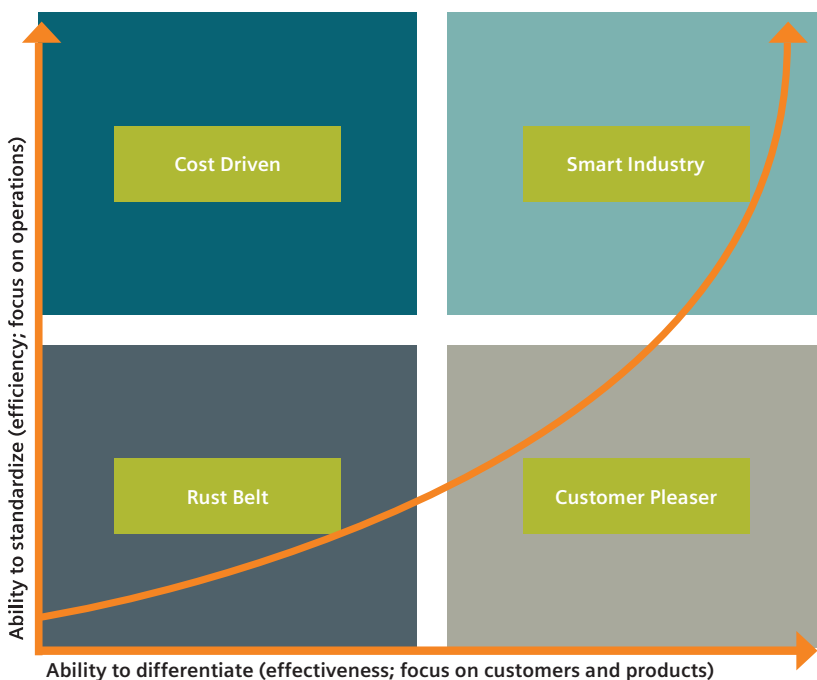 Ability to standardize (efficiency; focus on operations)
Cost Driven
Smart Industry
Rust Belt
Customer Pleaser
Ability to differentiate (effectiveness; focus on customers and products)